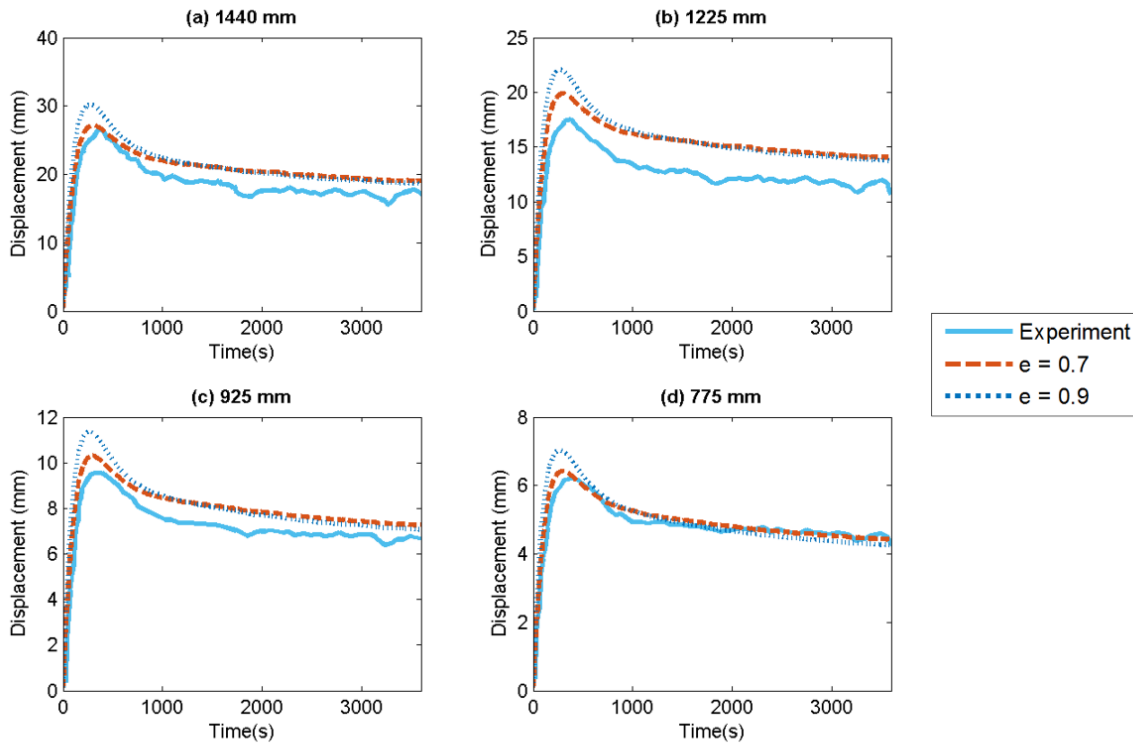 (a) 1440 mm
Displacement (mm)
40
30
20
10
0
0 1000 2000 3000
Time(s)
(b) 1225 mm
Displacement (mm)
25
20
15
10
5
0
0 1000 2000 3000
Time(s)
(c) 925 mm
Displacement (mm)
12
10
8
6
4
2
0
0 1000 2000 3000
Time(s)
(d) 775 mm
Displacement (mm)
8
6
4
2
0
0 1000 2000 3000
Time(s)
Experiment
e = 0.7
e = 0.9